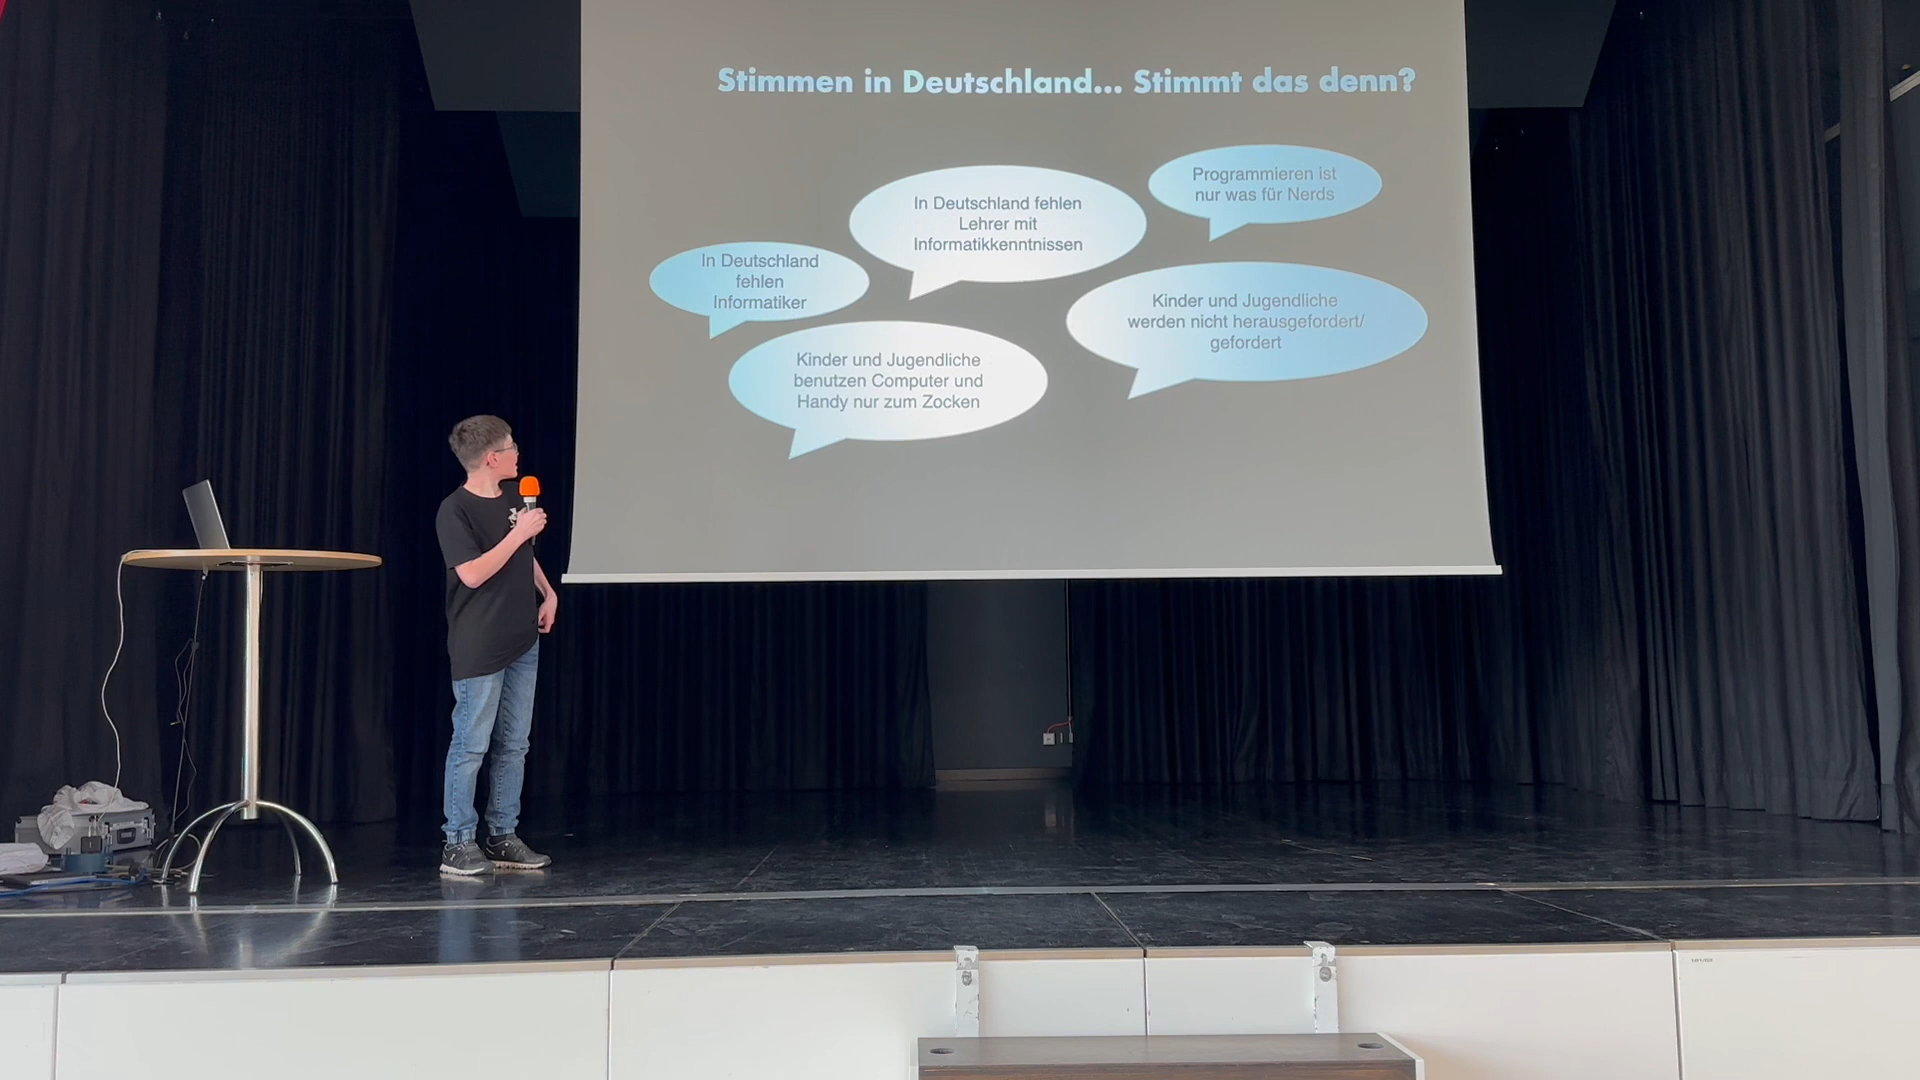 Stimmen in Deutschland... Stimmt das denn?
Programmieren ist
nur was für Nerds
In Deutschland fehlen
Lehrer mit
Informatikkenntnissen
In Deutschland
fehlen
Informatiker
Kinder und Jugendliche
werden nicht herausgefordert/
gefordert
Kinder und Jugendliche
benutzen Computer und
Handy nur zum Zocken